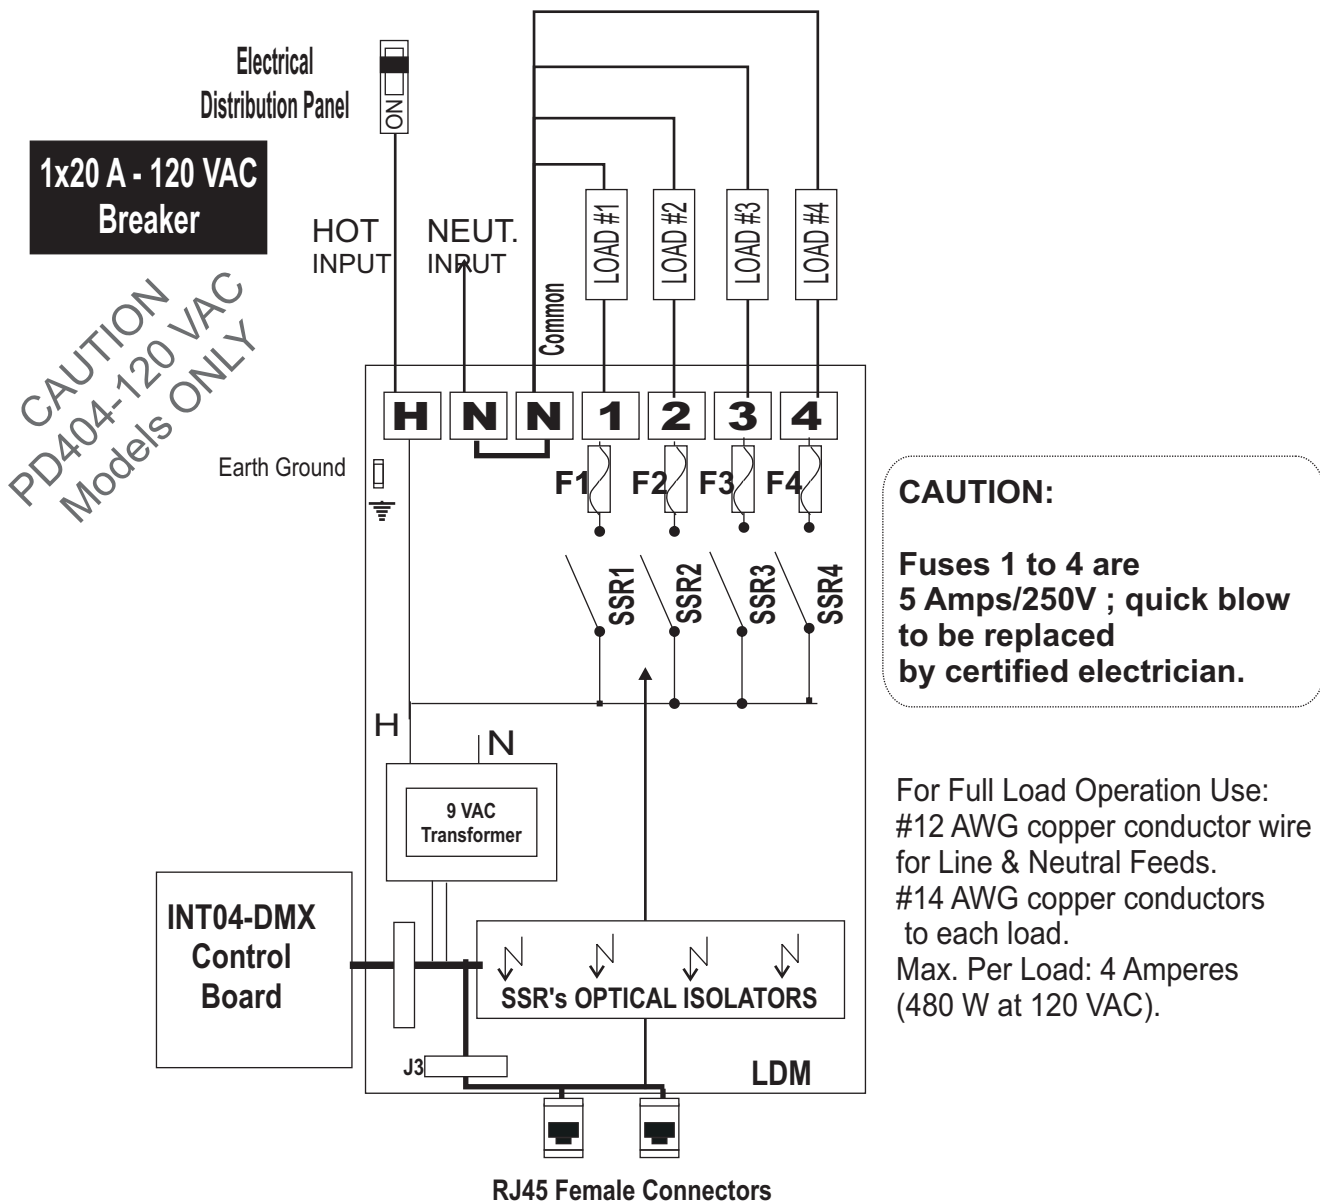 Electrical
Distribution Panel
ON
1x20 A - 120 VAC
Breaker
HOT
INPUT
NEUT.
INPUT
Common
LOAD #1
LOAD #2
LOAD #3
LOAD #4
CAUTION
PD404-120 VAC
Models ONLY
H N N 1 2 3 4
Earth Ground
F1 F2 F3 F4
SSR1
SSR2
SSR3
SSR4
CAUTION:
Fuses 1 to 4 are
5 Amps/250V ; quick blow
to be replaced
by certified electrician.
H
N
9 VAC
Transformer
For Full Load Operation Use:
#12 AWG copper conductor wire
for Line & Neutral Feeds.
#14 AWG copper conductors
to each load.
Max. Per Load: 4 Amperes
(480 W at 120 VAC).
INT04-DMX
Control
Board
SSR's OPTICAL ISOLATORS
J3
LDM
RJ45 Female Connectors